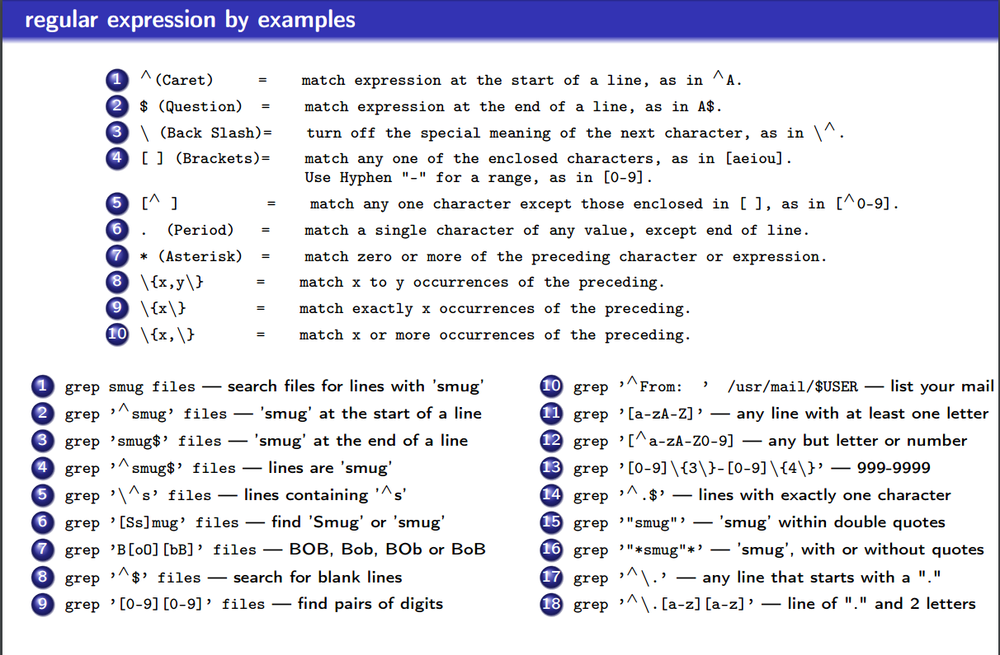 regular expression by examples
1 ^(Caret) = match expression at the start of a line, as in ^A.
2 $ (Question) = match expression at the end of a line, as in A$.
3 \ (Back Slash)= turn off the special meaning of the next character, as in \^.
4 [ ] (Brackets)= match any one of the enclosed characters, as in [aeiou].
Use Hyphen "-" for a range, as in [0-9].
5 [^ ] = match any one character except those enclosed in [ ], as in [^0-9].
6 . (Period) = match a single character of any value, except end of line.
7 * (Asterisk) = match zero or more of the preceding character or expression.
8 \{x,y\} = match x to y occurrences of the preceding.
9 \{x\} = match exactly x occurrences of the preceding.
10 \{x,\} = match x or more occurrences of the preceding.
1 grep smug files — search files for lines with 'smug'
2 grep '^smug' files — 'smug' at the start of a line
3 grep 'smug$' files — 'smug' at the end of a line
4 grep '^smug$' files — lines are 'smug'
5 grep '\^s' files — lines containing '^s'
6 grep '[Ss]mug' files — find 'Smug' or 'smug'
7 grep 'B[oO][bB]' files — BOB, Bob, BOb or BoB
8 grep '^$' files — search for blank lines
9 grep '[0-9][0-9]' files — find pairs of digits
10 grep '^From: ' /usr/mail/$USER — list your mail
11 grep '[a-zA-Z]' — any line with at least one letter
12 grep '[^a-zA-Z0-9] — any but letter or number
13 grep '[0-9]\{3\}-[0-9]\{4\}' — 999-9999
14 grep '^.$' — lines with exactly one character
15 grep '"smug"' — 'smug' within double quotes
16 grep '"*smug"*' — 'smug', with or without quotes
17 grep '^\.' — any line that starts with a "."
18 grep '^\.[a-z][a-z]' — line of "." and 2 letters